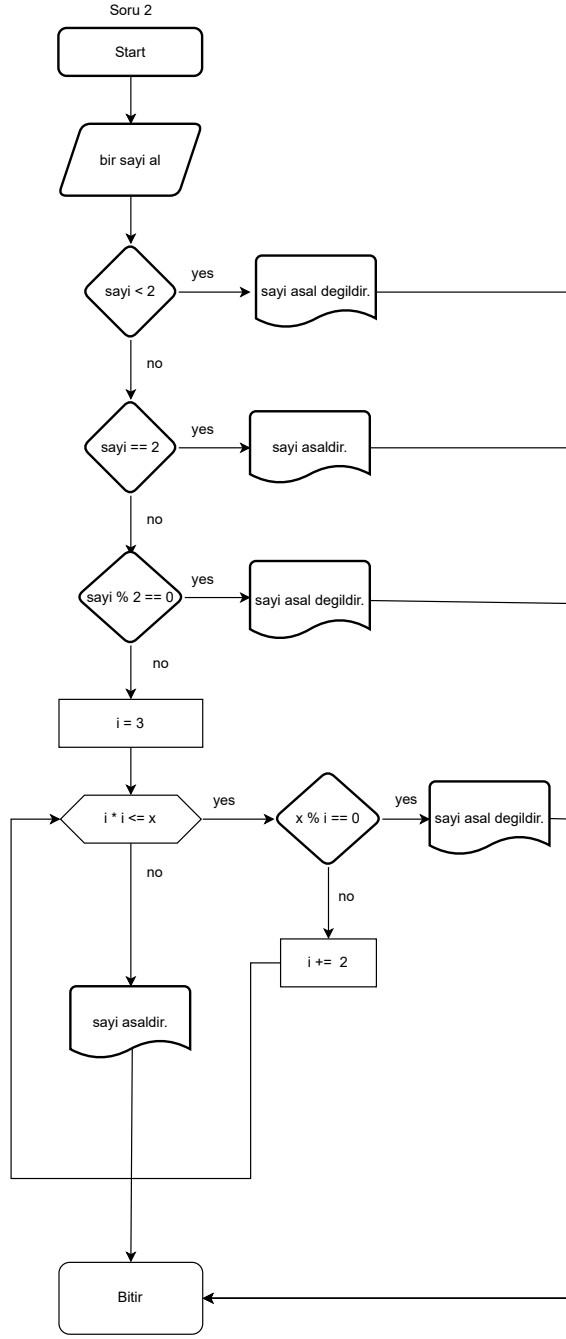 Soru 2
Start
bir sayi al
sayi < 2
yes
sayi asal degildir.
no
sayi == 2
yes
sayi asaldir.
no
sayi % 2 == 0
yes
sayi asal degildir.
no
i = 3
i * i <= x
yes
x % i == 0
yes
sayi asal degildir.
no
no
i += 2
sayi asaldir.
Bitir